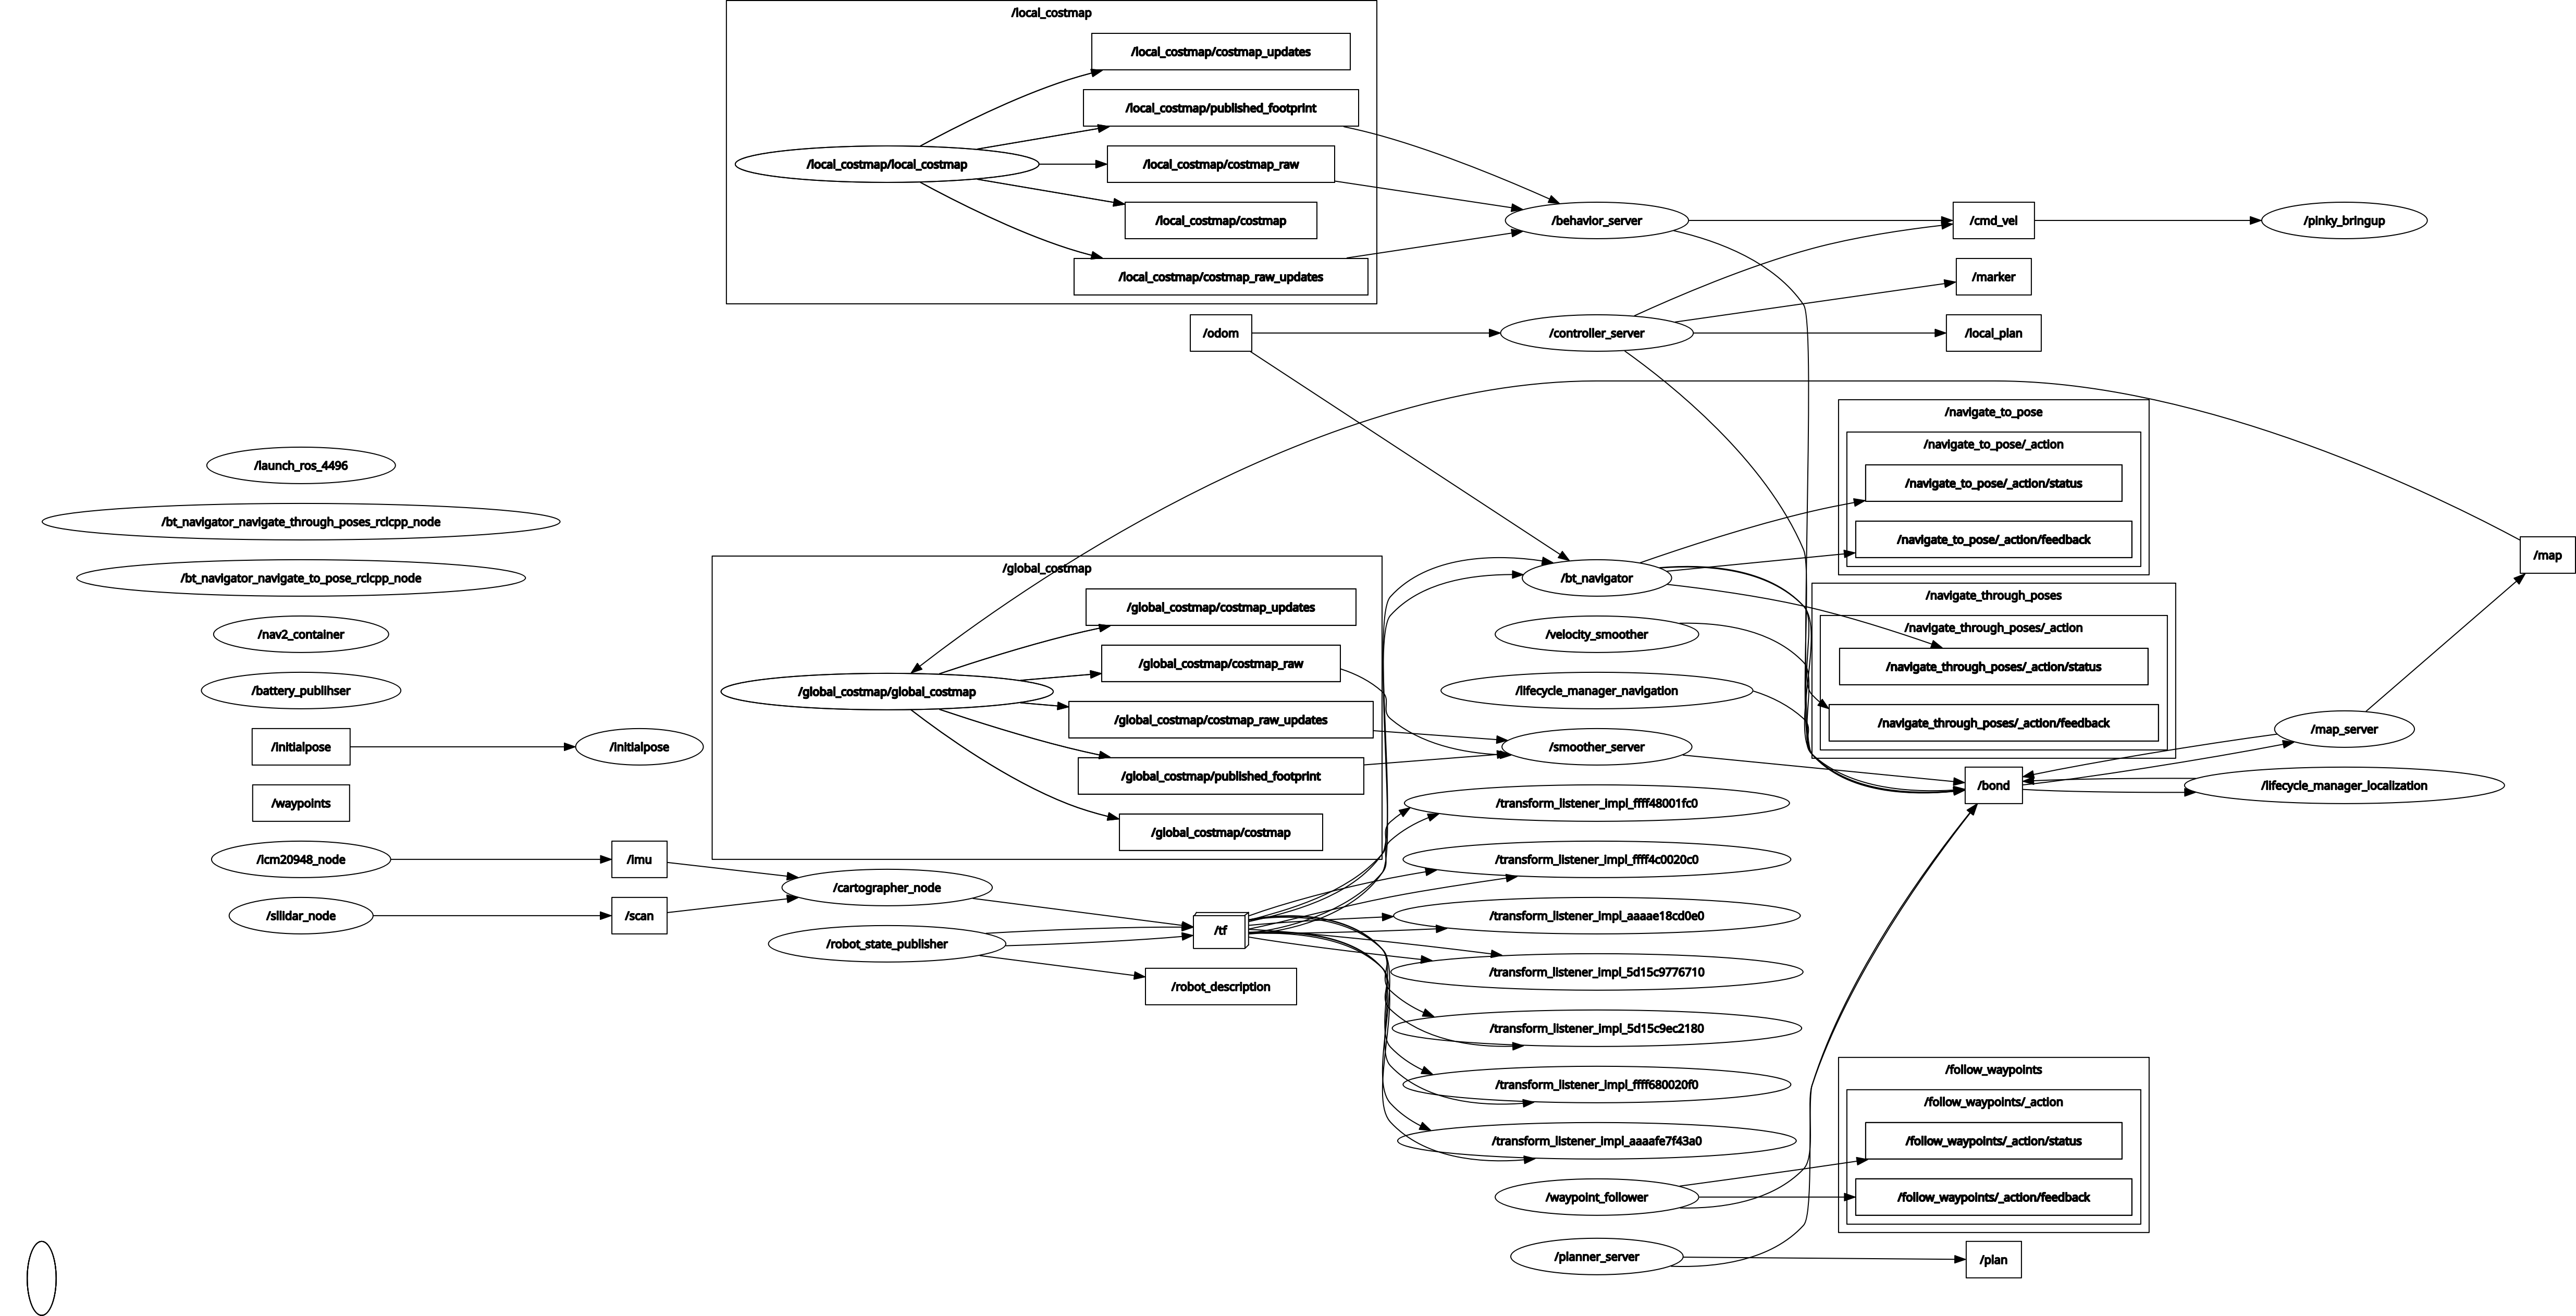 /local_costmap
/local_costmap/costmap_updates
/local_costmap/published_footprint
/local_costmap/local_costmap
/local_costmap/costmap_raw
/local_costmap/costmap
/local_costmap/costmap_raw_updates
/behavior_server
/cmd_vel
/pinky_bringup
/marker
/odom
/controller_server
/local_plan
/navigate_to_pose
/navigate_to_pose/_action
/navigate_to_pose/_action/status
/navigate_to_pose/_action/feedback
/launch_ros_4496
/bt_navigator_navigate_through_poses_rclcpp_node
/bt_navigator_navigate_to_pose_rclcpp_node
/nav2_container
/battery_publihser
/initialpose
/initialpose
/waypoints
/icm20948_node
/imu
/sllidar_node
/scan
/global_costmap
/global_costmap/costmap_updates
/global_costmap/costmap_raw
/global_costmap/global_costmap
/global_costmap/costmap_raw_updates
/global_costmap/published_footprint
/global_costmap/costmap
/cartographer_node
/robot_state_publisher
/tf
/robot_description
/bt_navigator
/velocity_smoother
/lifecycle_manager_navigation
/smoother_server
/navigate_through_poses
/navigate_through_poses/_action
/navigate_through_poses/_action/status
/navigate_through_poses/_action/feedback
/map
/map_server
/bond
/lifecycle_manager_localization
/transform_listener_impl_ffff48001fc0
/transform_listener_impl_ffff4c0020c0
/transform_listener_impl_aaaae18cd0e0
/transform_listener_impl_5d15c9776710
/transform_listener_impl_5d15c9ec2180
/transform_listener_impl_ffff680020f0
/transform_listener_impl_aaaafe7f43a0
/follow_waypoints
/follow_waypoints/_action
/follow_waypoints/_action/status
/waypoint_follower
/follow_waypoints/_action/feedback
/planner_server
/plan